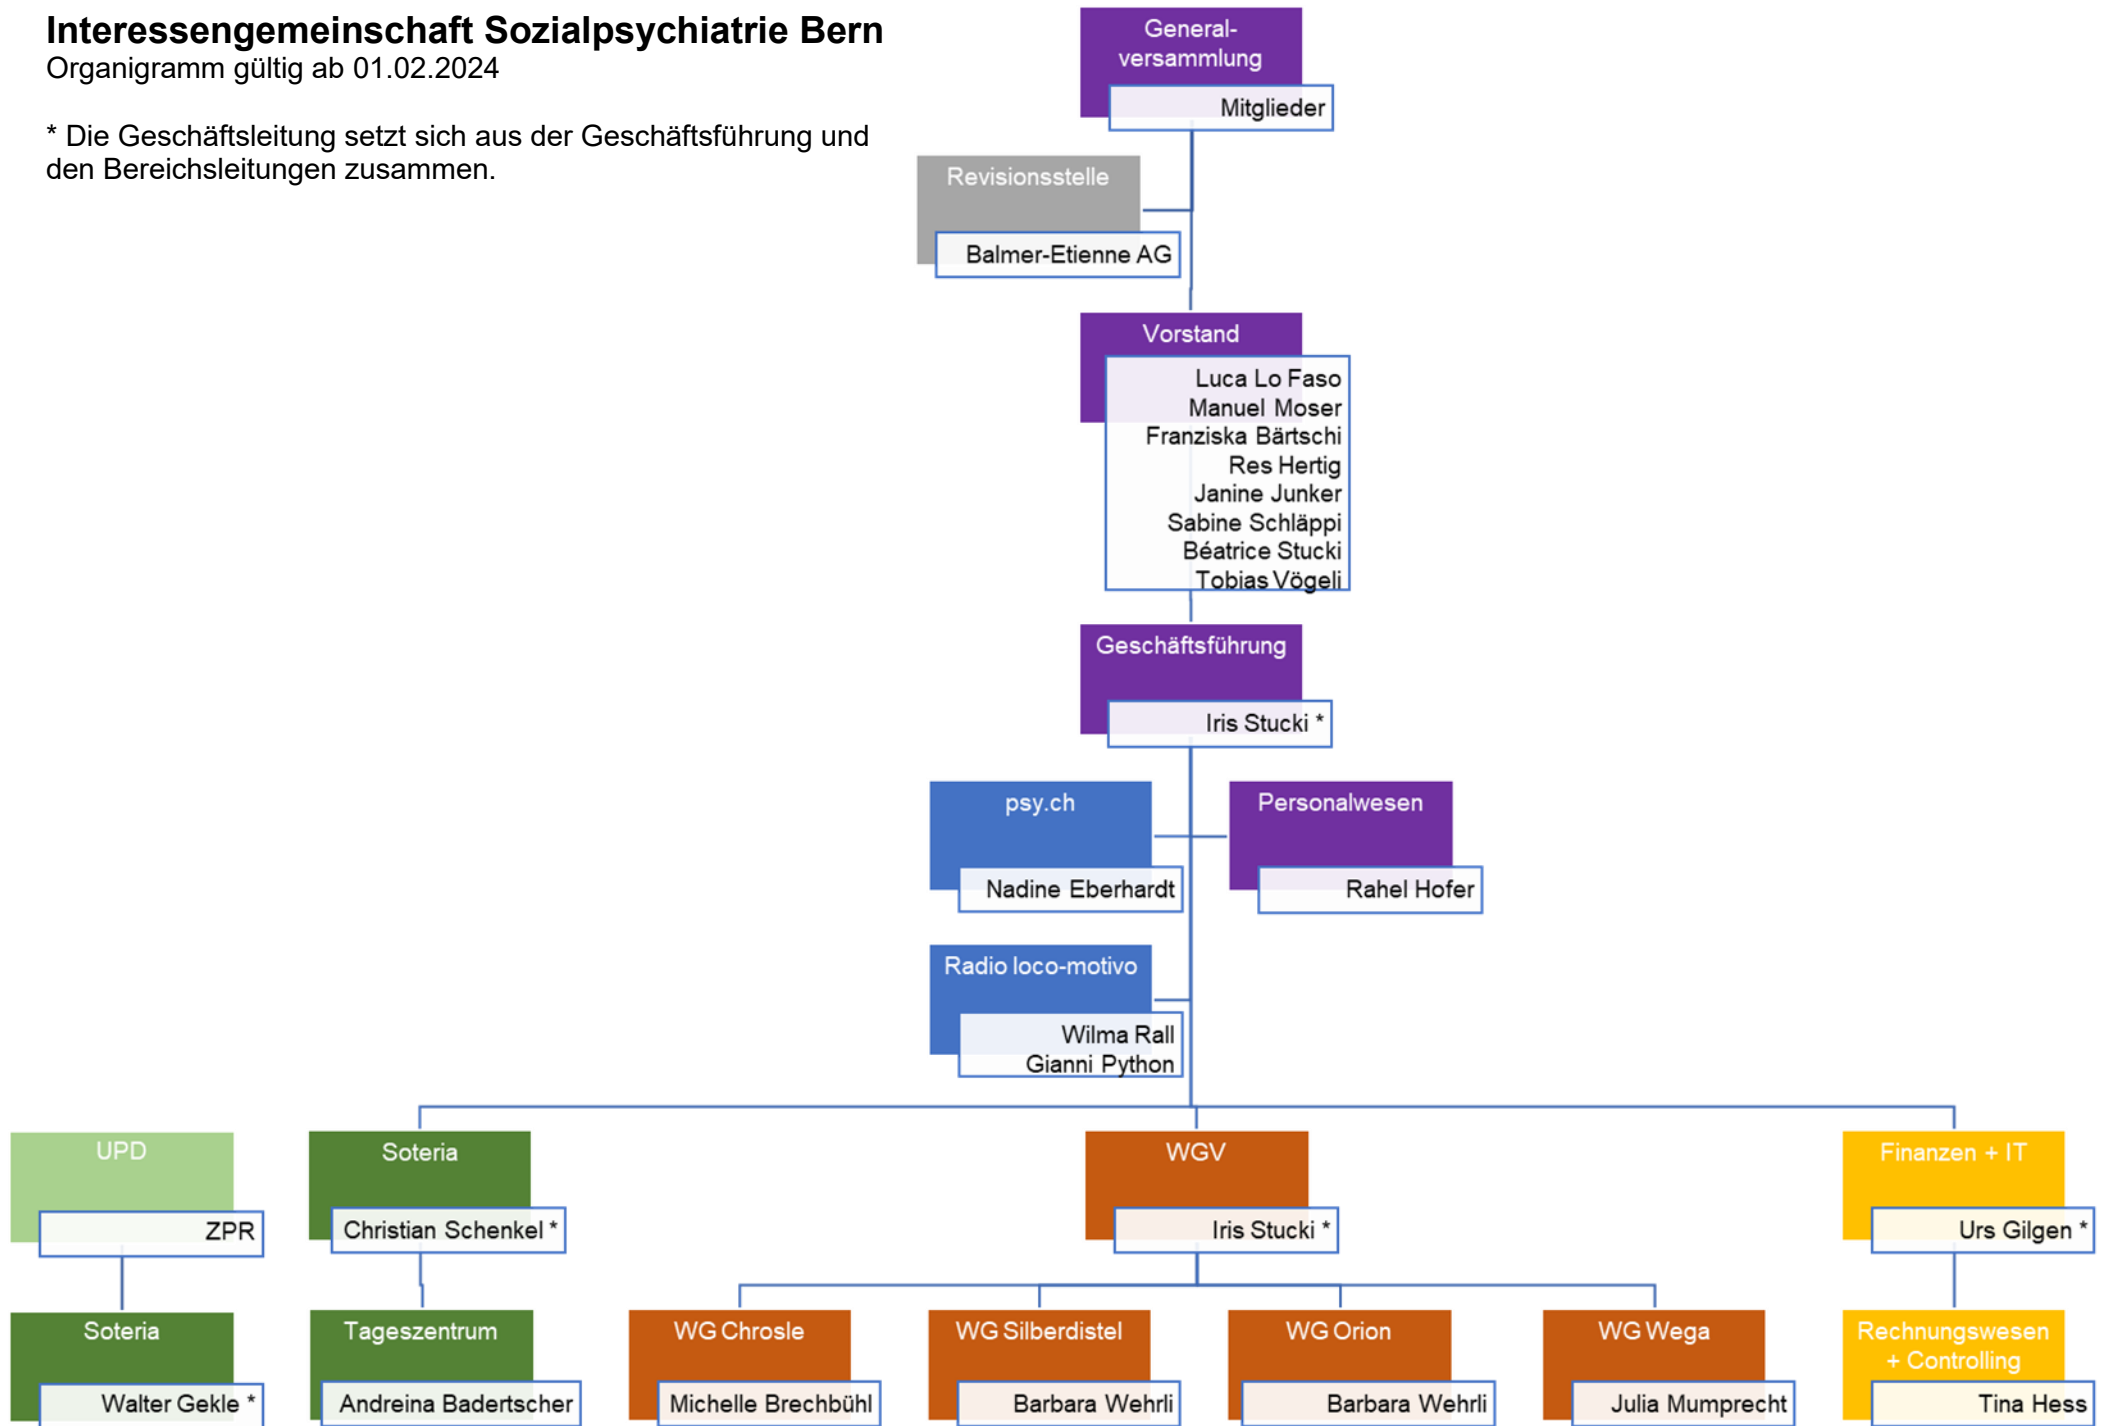 Interessengemeinschaft Sozialpsychiatrie Bern
Organigramm gültig ab 01.02.2024
* Die Geschäftsleitung setzt sich aus der Geschäftsführung und
den Bereichsleitungen zusammen.
General-
versammlung
Mitglieder
Revisionsstelle
Balmer-Etienne AG
Vorstand
Luca Lo Faso
Manuel Moser
Franziska Bärtschi
Res Hertig
Janine Junker
Sabine Schläppi
Béatrice Stucki
Tobias Vögeli
Geschäftsführung
Iris Stucki *
psy.ch
Nadine Eberhardt
Personalwesen
Rahel Hofer
Radio loco-motivo
Wilma Rall
Gianni Python
UPD
ZPR
Soteria
Christian Schenkel *
WGV
Iris Stucki *
Finanzen + IT
Urs Gilgen *
Soteria
Walter Gekle *
Tageszentrum
Andreina Badertscher
WG Chrosle
Michelle Brechbühl
WG Silberdistel
Barbara Wehrli
WG Orion
Barbara Wehrli
WG Wega
Julia Mumprecht
Rechnungswesen
+ Controlling
Tina Hess